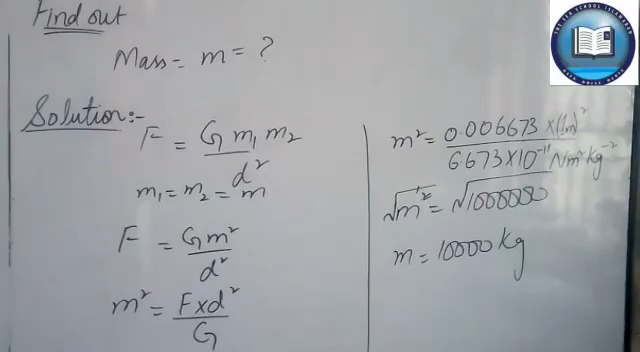 Find out
Mass = m = ?
Solution:-
F = G m₁ m₂ / d²
m₁ = m₂ = m
F = G m² / d²
m² = F x d² / G
m² = 0.006673 X (1m)² / 6.673 X 10⁻¹¹ Nm² kg⁻²
√m² = √1000000
m = 10000 kg